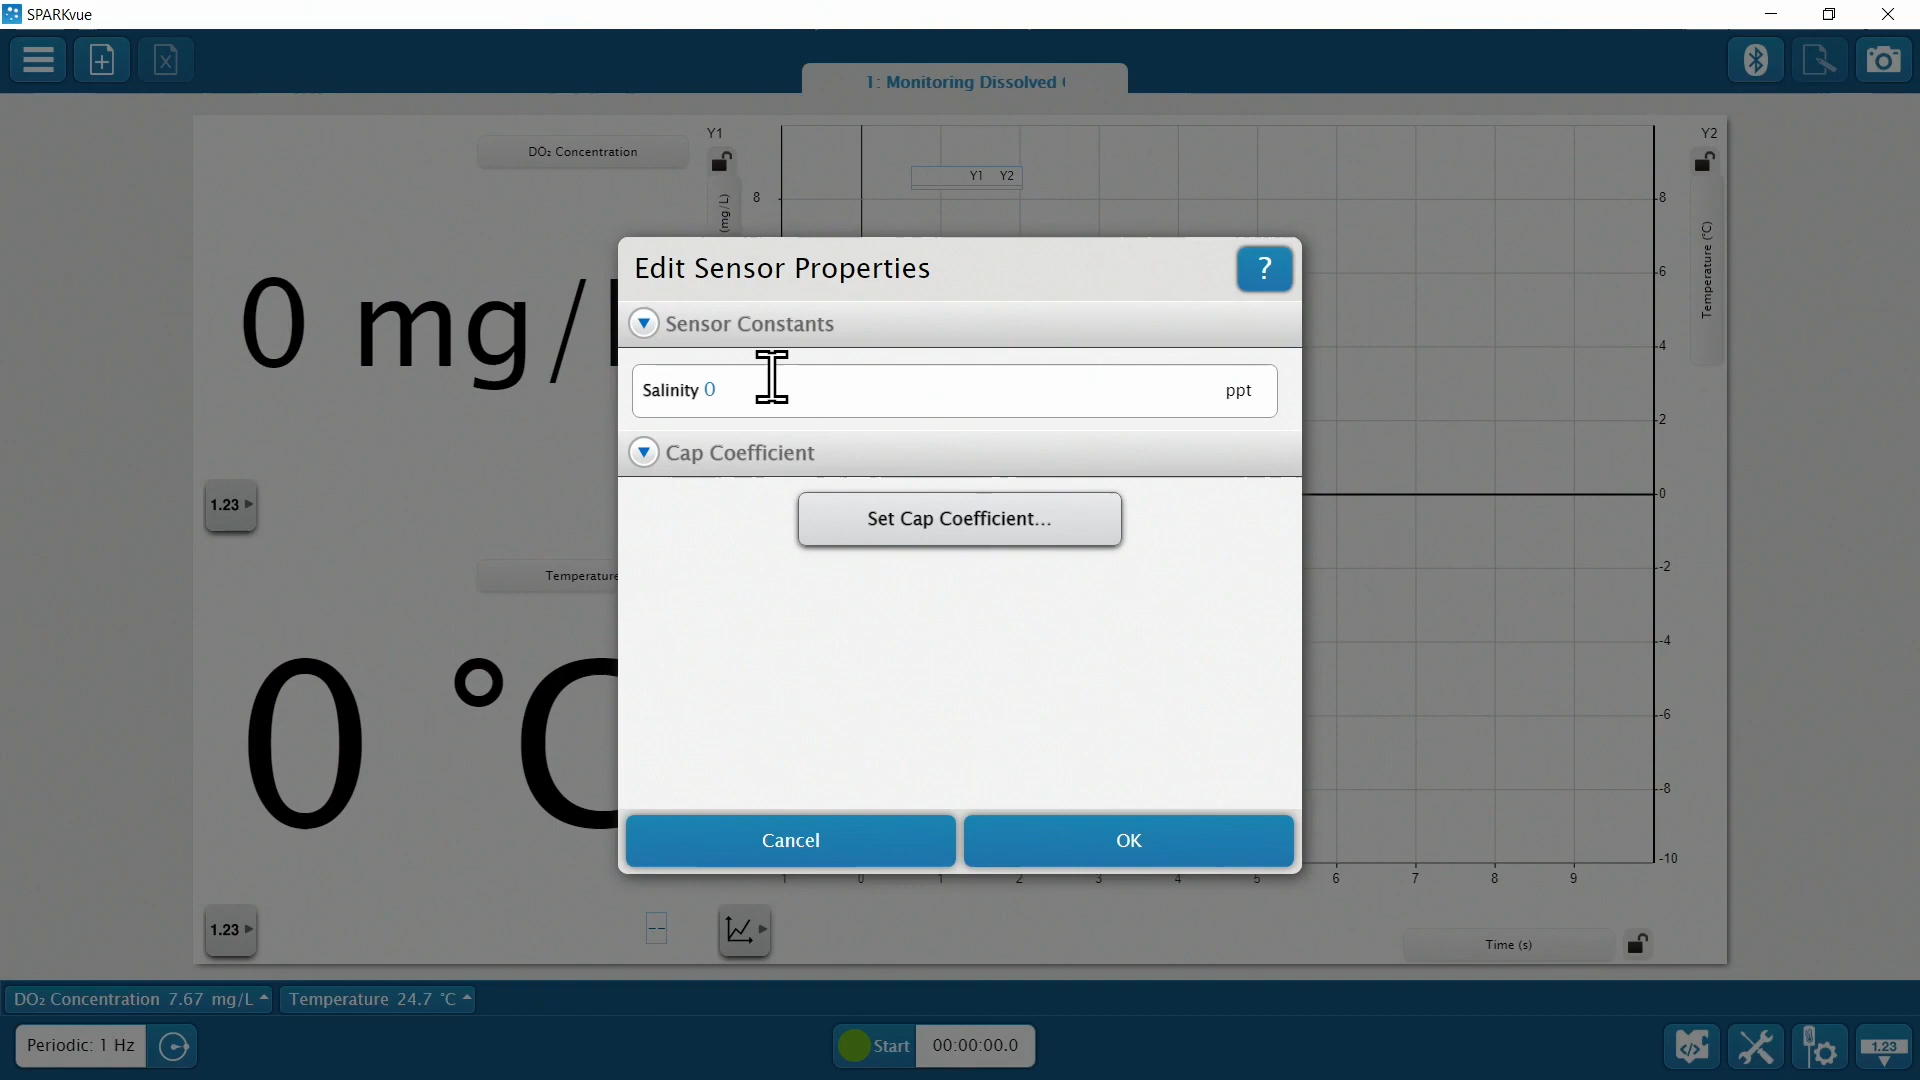 SPARKvue
1: Monitoring Dissolved
DO₂ Concentration
Y1
Y2
Y1 Y2
(mg/L)
8
8
6
4
2
0
-2
-4
-6
-8
-10
Temperature (°C)
0 mg/
Edit Sensor Properties
?
Sensor Constants
Salinity 0 ppt
Cap Coefficient
Set Cap Coefficient...
Cancel
OK
1.23
Temperature
0 °C
1 0 1 2 3 4 5 6 7 8 9
1.23
--
Time (s)
DO₂ Concentration 7.67 mg/L
Temperature 24.7 °C
Periodic: 1 Hz
Start
00:00:00.0
1.23